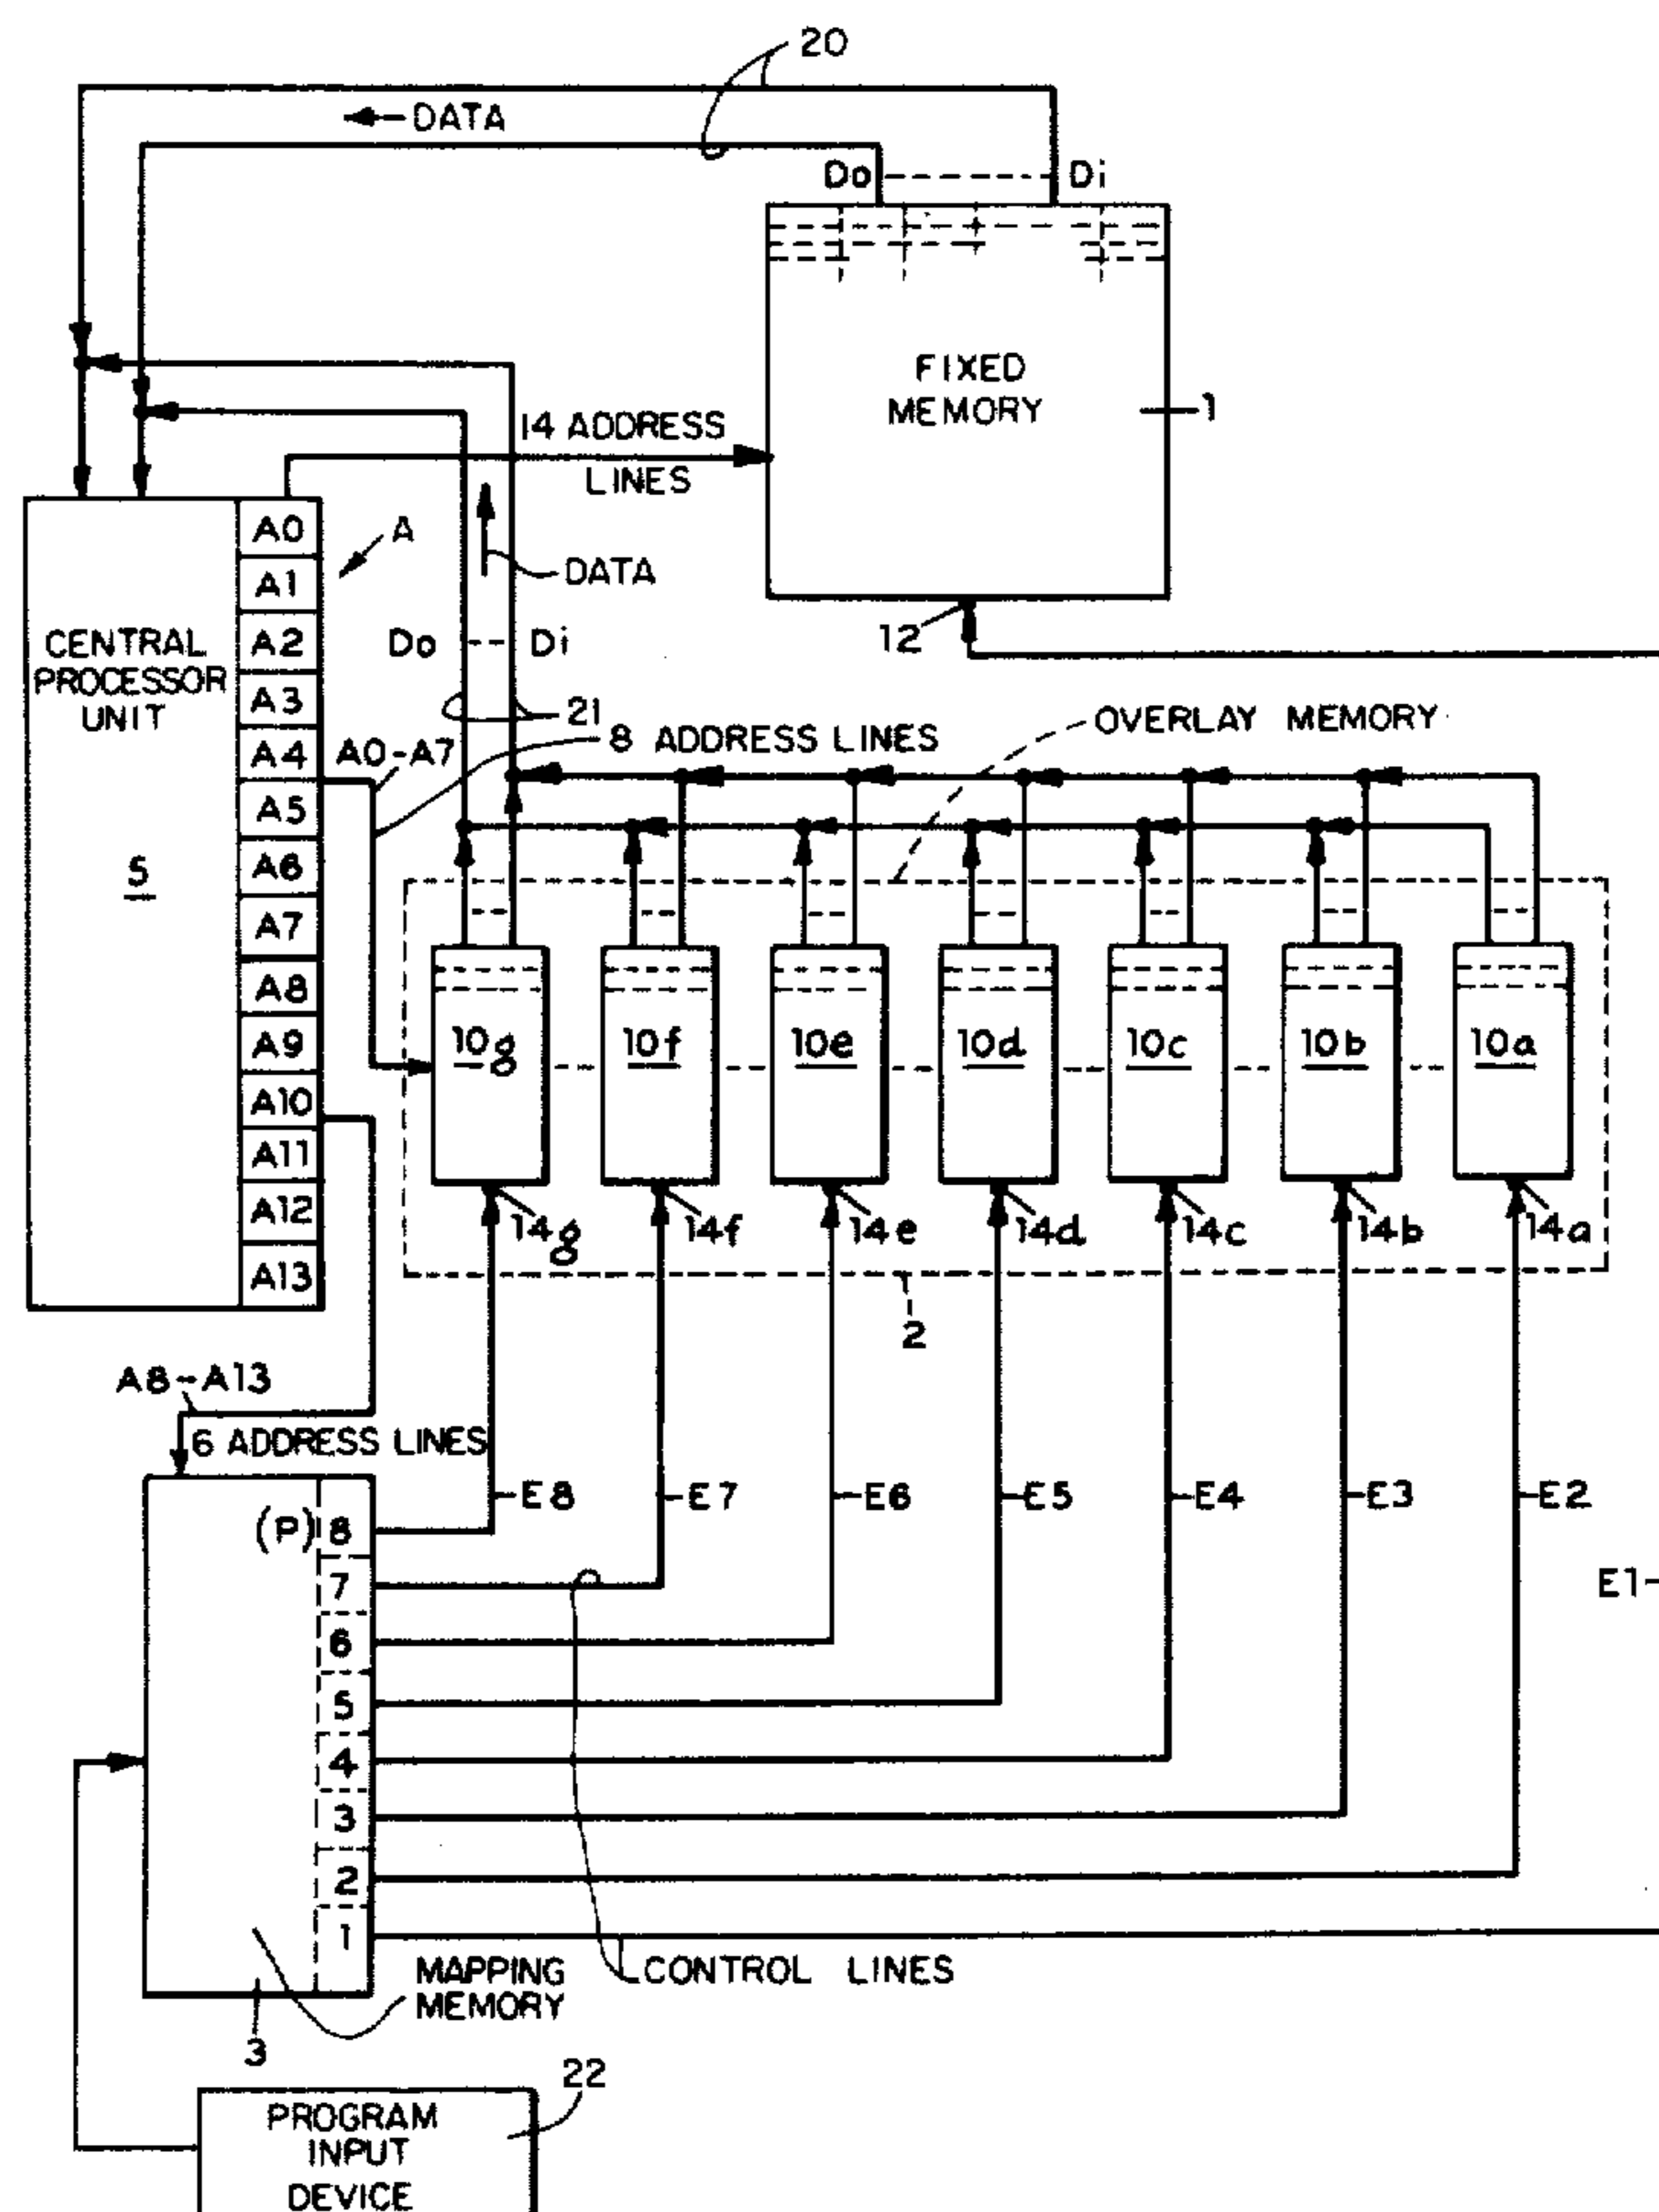 20
DATA
Do
Di
FIXED
MEMORY
1
14 ADDRESS
LINES
A0
A
A1
DATA
12
CENTRAL
PROCESSOR
UNIT
A2
Do
Di
A3
21
OVERLAY MEMORY
A4
A0-A7
8 ADDRESS LINES
A5
5
A6
A7
A8
A9
10g
10f
10e
10d
10c
10b
10a
A10
A11
A12
14g
14f
14e
14d
14c
14b
14a
A13
2
A8-A13
6 ADDRESS LINES
(P)
8
E8
E7
E6
E5
E4
E3
E2
7
E1
6
5
4
3
2
1
MAPPING
MEMORY
CONTROL LINES
3
22
PROGRAM
INPUT
DEVICE